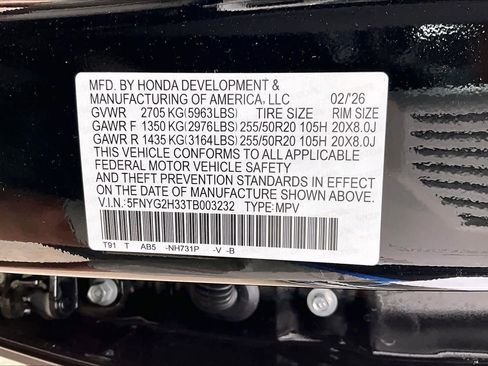 MFD. BY HONDA DEVELOPMENT &
MANUFACTURING OF AMERICA, LLC 02/'26
GVWR 2705 KG(5963LBS) TIRE SIZE RIM SIZE
GAWR F 1350 KG(2976LBS) 255/50R20 105H 20X8.0J
GAWR R 1435 KG(3164LBS) 255/50R20 105H 20X8.0J
THIS VEHICLE CONFORMS TO ALL APPLICABLE
FEDERAL MOTOR VEHICLE SAFETY
AND THEFT PREVENTION STANDARDS IN EFFECT
ON THE DATE OF MANUFACTURE SHOWN ABOVE.
V.I.N.: 5FNYG2H33TB003232 TYPE: MPV
T91 T AB5 -NH731P -V -B